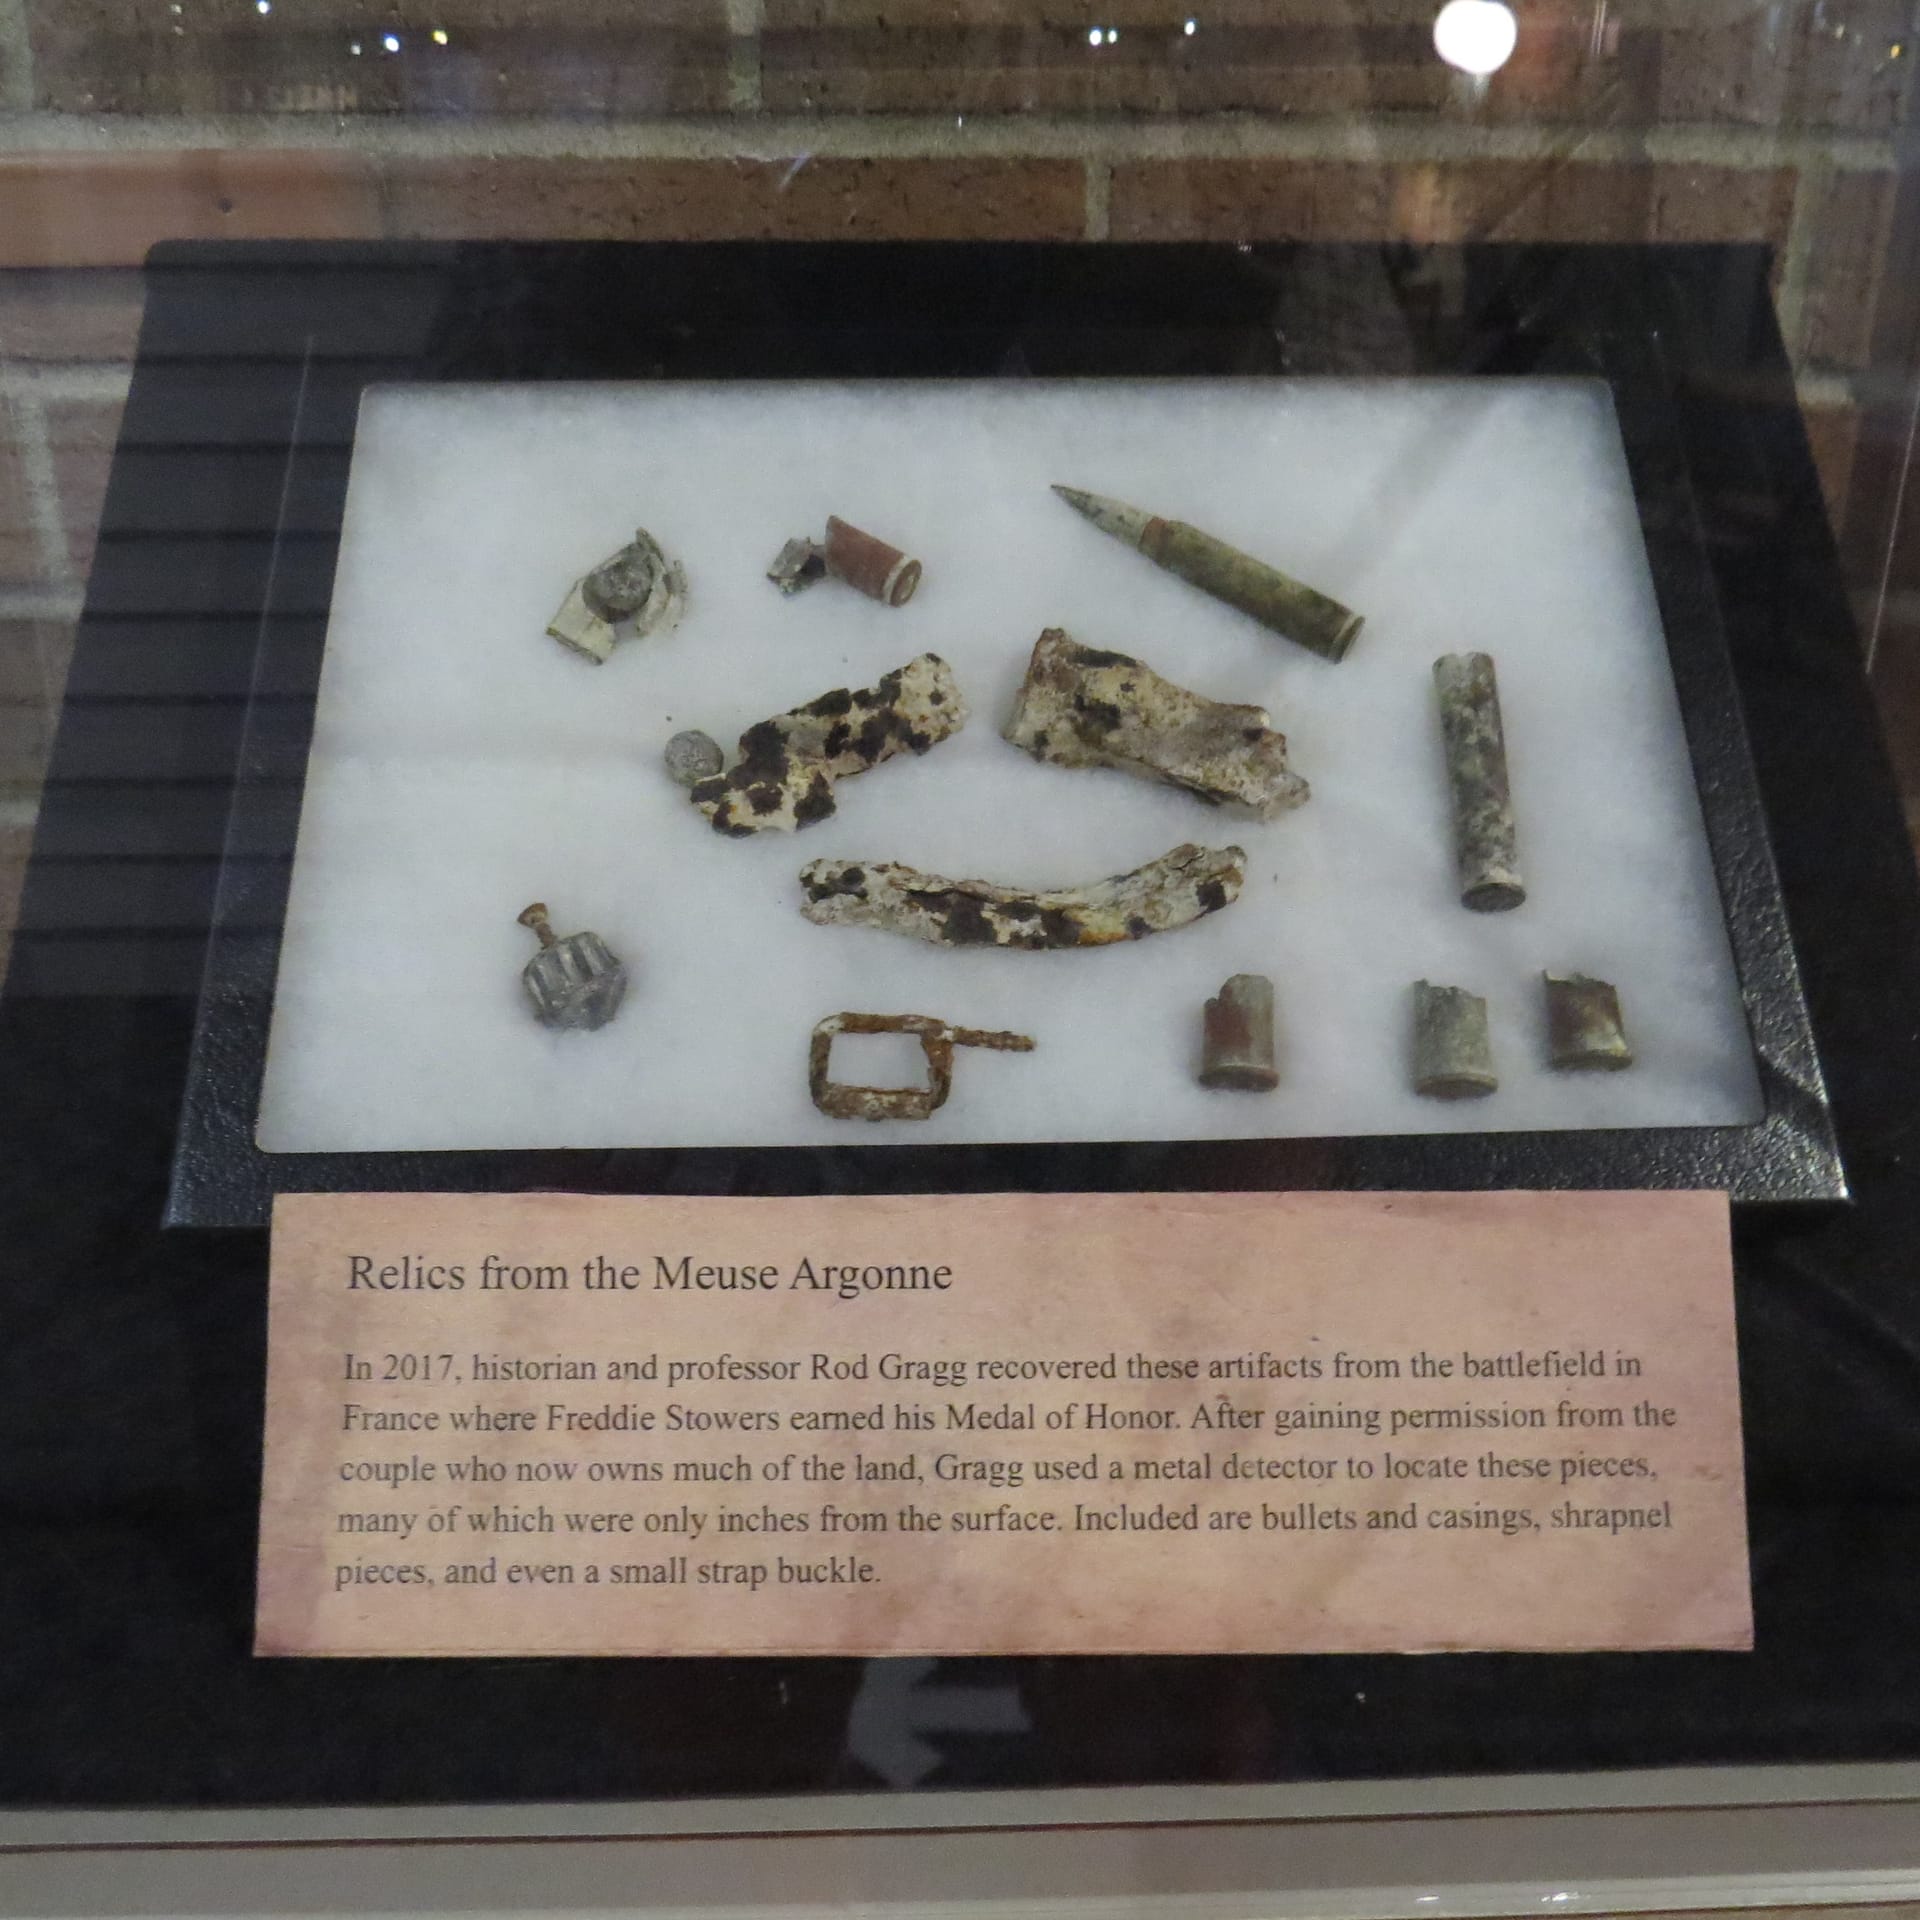 Relics from the Meuse Argonne
In 2017, historian and professor Rod Gragg recovered these artifacts from the battlefield in
France where Freddie Stowers earned his Medal of Honor. After gaining permission from the
couple who now owns much of the land, Gragg used a metal detector to locate these pieces,
many of which were only inches from the surface. Included are bullets and casings, shrapnel
pieces, and even a small strap buckle.